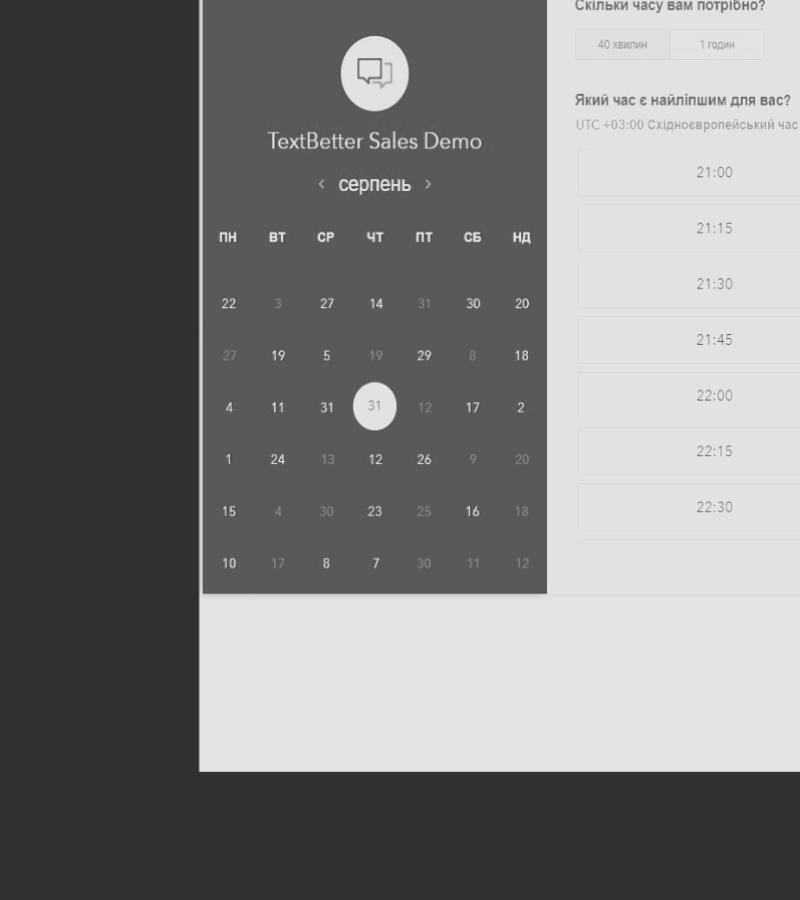 Скільки часу вам потрібно?
40 хвилин 1 годин
Який час є найліпшим для вас?
UTC +03:00 Східноєвропейський час
21:00
21:15
21:30
21:45
22:00
22:15
22:30
TextBetter Sales Demo
‹ серпень ›
ПН ВТ СР ЧТ ПТ СБ НД
22 3 27 14 31 30 20
27 19 5 19 29 8 18
4 11 31 31 12 17 2
1 24 13 12 26 9 20
15 4 30 23 25 16 18
10 17 8 7 30 11 12